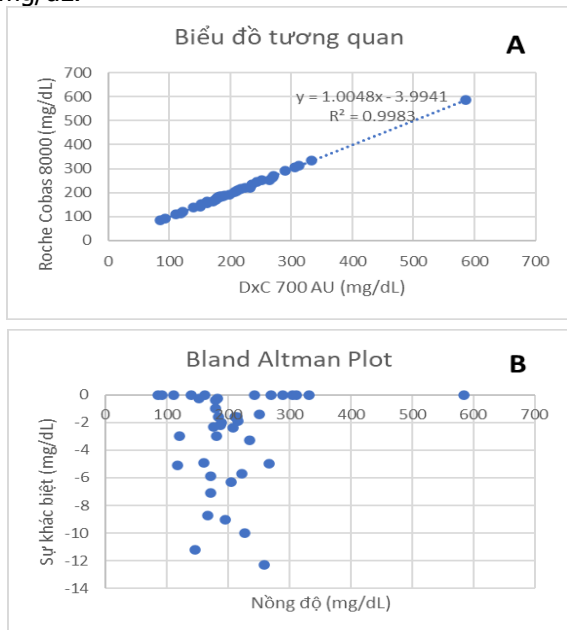 mg/dL.
Biểu đồ tương quan
A
700
600
500
400
300
200
100
0
y = 1.0048x - 3.9941
R² = 0.9983
Roche Cobas 8000 (mg/dL)
0 100 200 300 400 500 600 700
DxC 700 AU (mg/dL)
Bland Altman Plot
B
0
-2
-4
-6
-8
-10
-12
-14
0 100 200 300 400 500 600 700
Sự khác biệt (mg/dL)
Nồng độ (mg/dL)